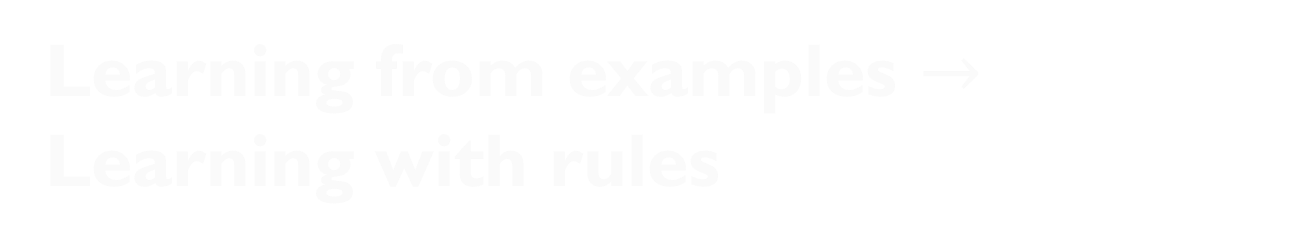 Learning from examples →
Learning with rules